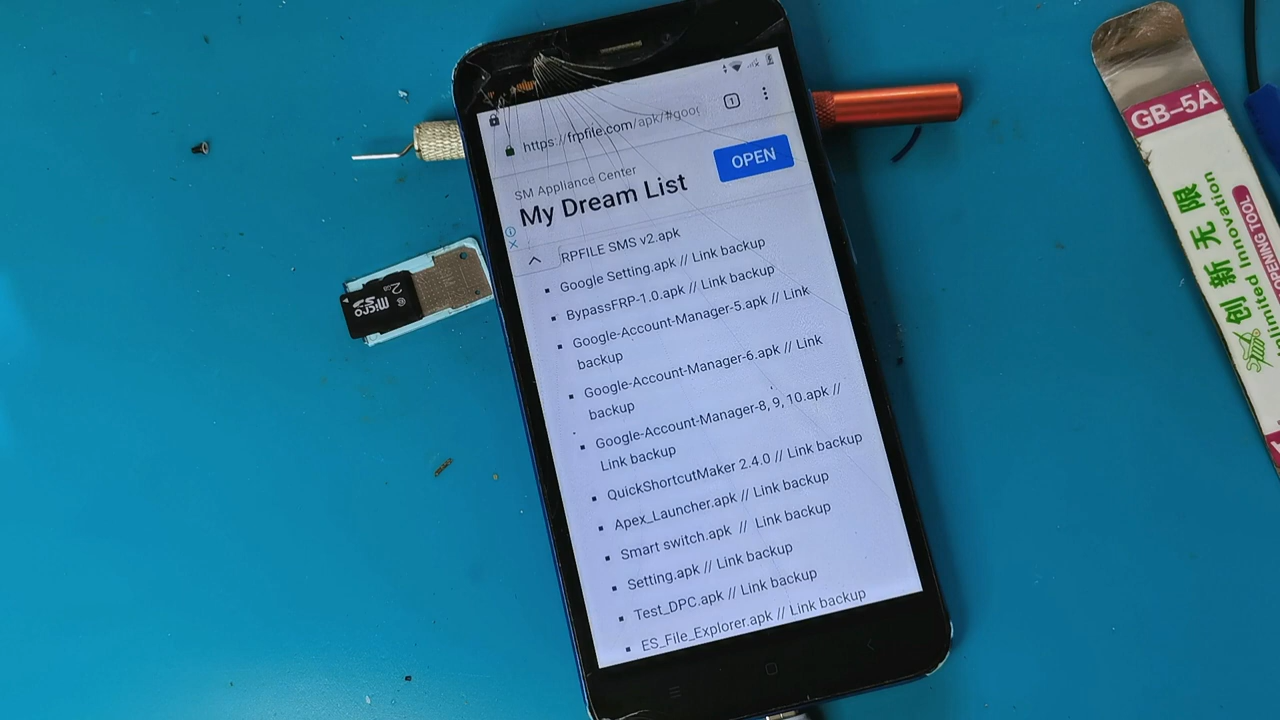 1
https://frpfile.com/apk/#goo
SM Appliance Center
My Dream List
OPEN
RPFILE SMS v2.apk
Google Setting.apk // Link backup
BypassFRP-1.0.apk // Link backup
Google-Account-Manager-5.apk // Link
backup
Google-Account-Manager-6.apk // Link
backup
Google-Account-Manager-8, 9, 10.apk //
Link backup
QuickShortcutMaker 2.4.0 // Link backup
Apex_Launcher.apk // Link backup
Smart switch.apk // Link backup
Setting.apk // Link backup
Test_DPC.apk // Link backup
ES_File_Explorer.apk // Link backup
micro
SD
2GB
GB-5A
创新无限
Unlimited Innovation
OPENING TOOL